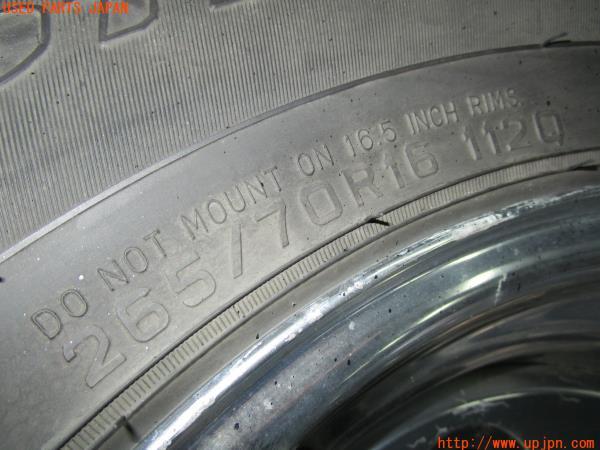 USED PARTS JAPAN
DO NOT MOUNT ON 16.5 INCH RIMS.
265/70R16 112Q
http://www.upjpn.com/